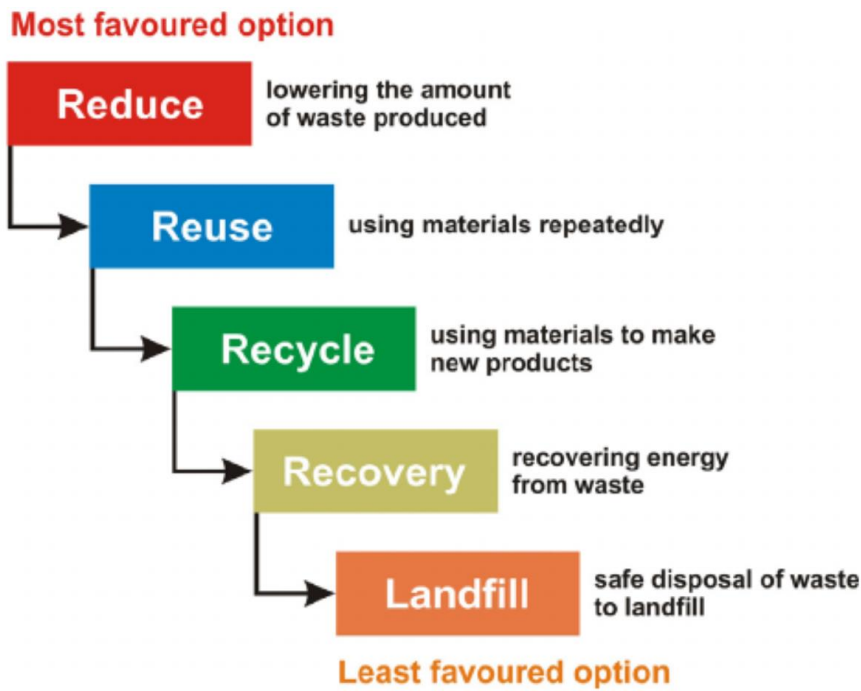 Most favoured option
Reduce
lowering the amount
of waste produced
Reuse
using materials repeatedly
Recycle
using materials to make
new products
Recovery
recovering energy
from waste
Landfill
safe disposal of waste
to landfill
Least favoured option